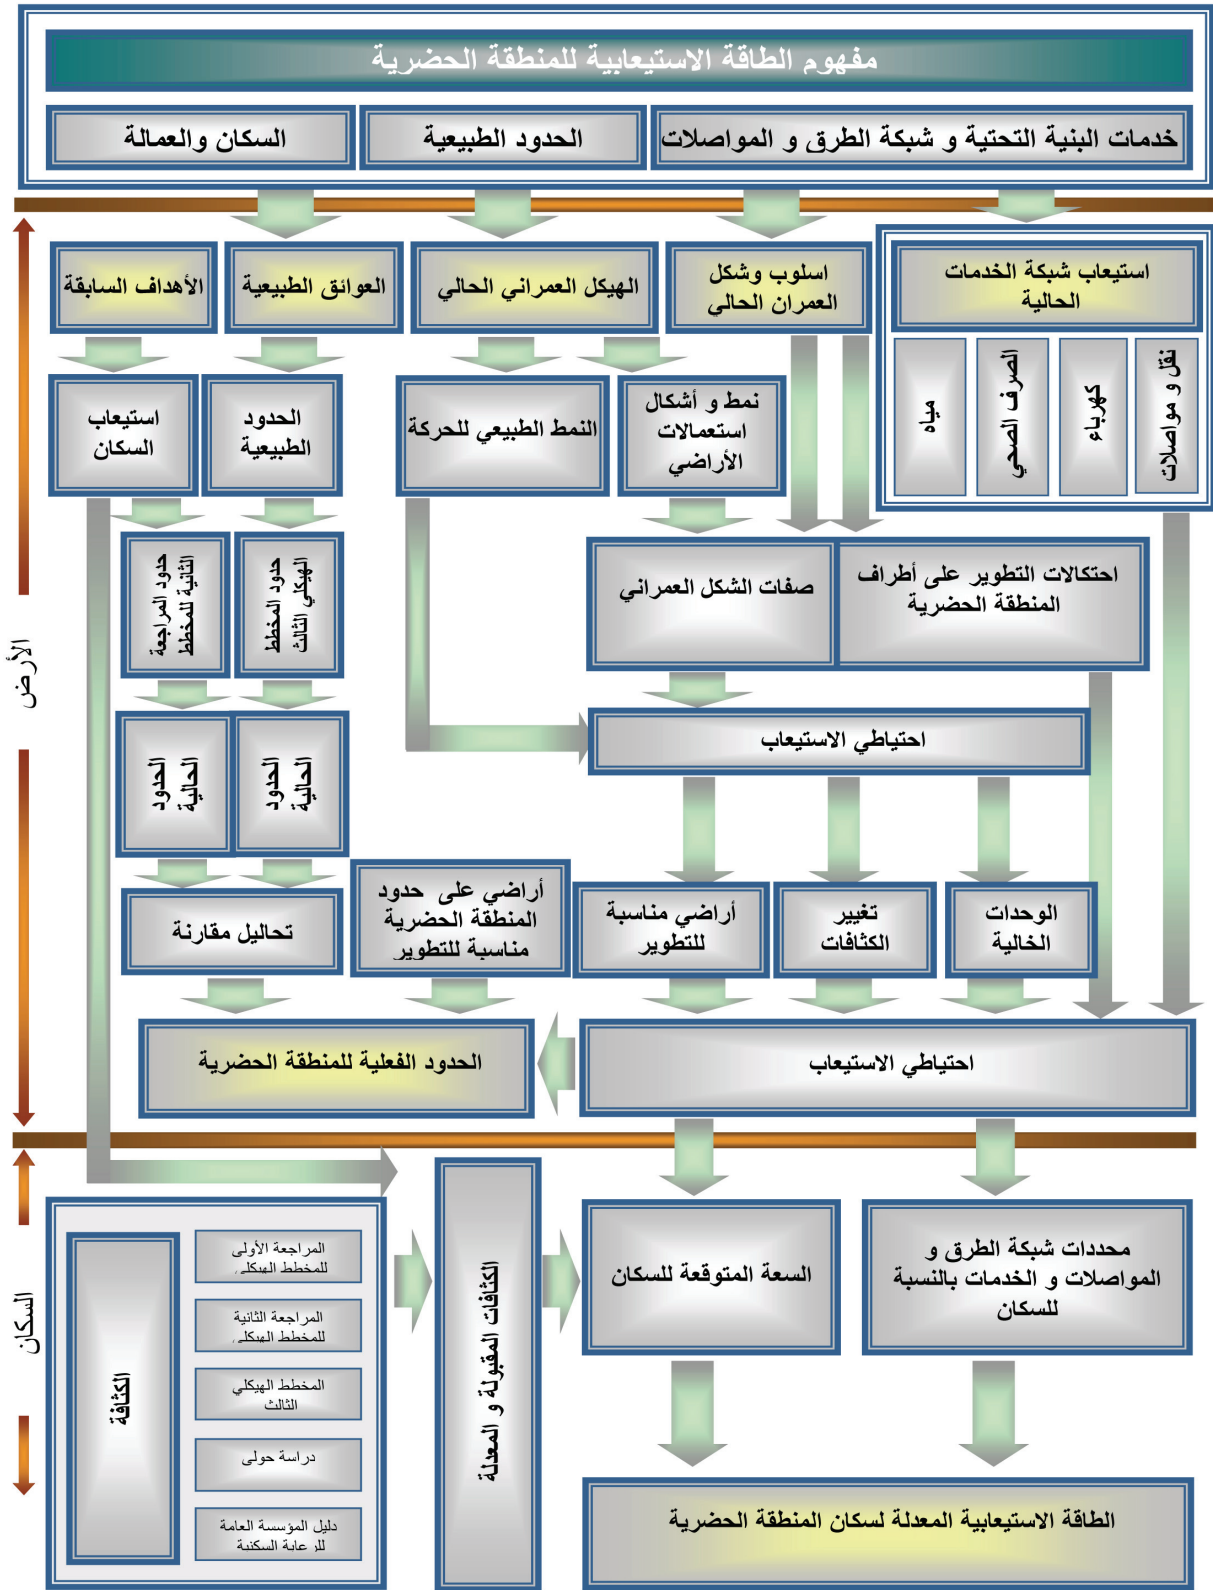 مفهوم الطاقة الاستيعابية للمنطقة الحضرية
خدمات البنية التحتية و شبكة الطرق و المواصلات
الحدود الطبيعية
السكان والعمالة
استيعاب شبكة الخدمات
الحالية
نقل و مواصلات
كهرباء
الصرف الصحي
مياه
اسلوب وشكل
العمران الحالي
الهيكل العمراني الحالي
العوائق الطبيعية
الأهداف السابقة
نمط و أشكال
استعمالات
الأراضي
النمط الطبيعي للحركة
الحدود
الطبيعية
استيعاب
السكان
احتكالات التطوير على أطراف
المنطقة الحضرية
صفات الشكل العمراني
حدود المخطط
الهيكلي الثالث
حدود المراجعة
الثانية للمخطط
الأرض
احتياطي الاستيعاب
الحدود
الحالية
الحدود
الحالية
الوحدات
الخالية
تغيير
الكثافات
أراضي مناسبة
للتطوير
أراضي على حدود
المنطقة الحضرية
مناسبة للتطوير
تحاليل مقارنة
احتياطي الاستيعاب
الحدود الفعلية للمنطقة الحضرية
السكان
محددات شبكة الطرق و
المواصلات و الخدمات بالنسبة
للسكان
السعة المتوقعة للسكان
الكثافات المقبولة و المعدلة
المراجعة الأولى
للمخطط الهيكلي
المراجعة الثانية
للمخطط الهيكلي
المخطط الهيكلي
الثالث
دراسة حولى
دليل المؤسسة العامة
للرعاية السكنية
الكثافة
الطاقة الاستيعابية المعدلة لسكان المنطقة الحضرية